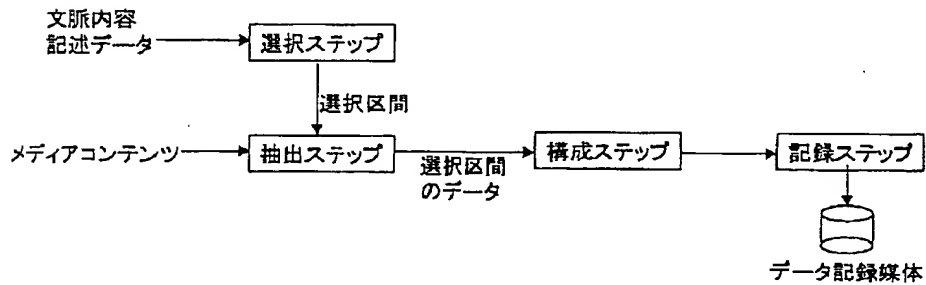 文脈内容
記述データ
選択ステップ
選択区間
メディアコンテンツ
抽出ステップ
選択区間
のデータ
構成ステップ
記録ステップ
データ記録媒体